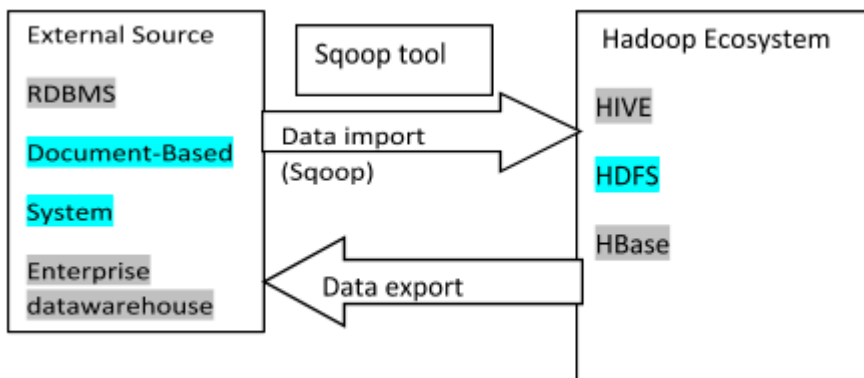 External Source
RDBMS
Document-Based
System
Enterprise
datawarehouse
Sqoop tool
Data import
(Sqoop)
Data export
Hadoop Ecosystem
HIVE
HDFS
HBase